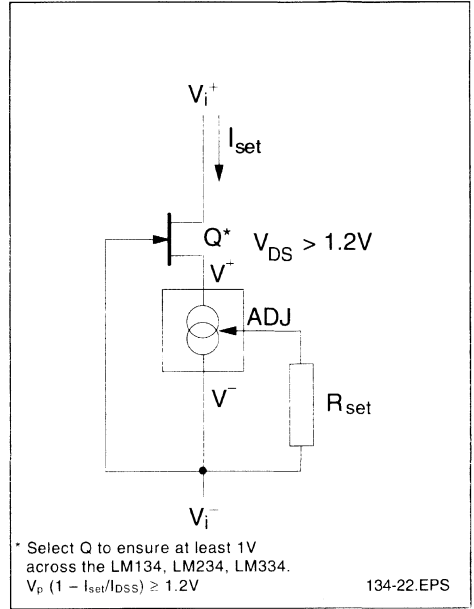 Vi+
Iset
Q* VDS > 1.2V
V+
ADJ
V−
Rset
Vi−
* Select Q to ensure at least 1V
across the LM134, LM234, LM334.
Vp (1 − Iset/IDSS) ≥ 1.2V
134-22.EPS